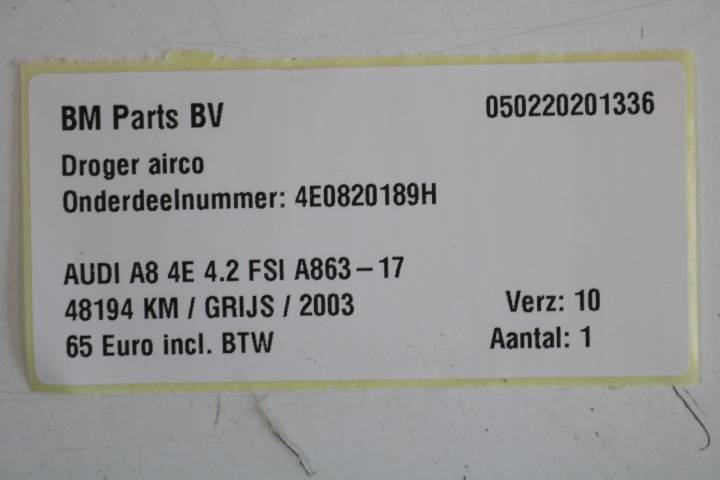 BM Parts BV 050220201336
Droger airco
Onderdeelnummer: 4E0820189H
AUDI A8 4E 4.2 FSI A863-17
48194 KM / GRIJS / 2003 Verz: 10
65 Euro incl. BTW Aantal: 1